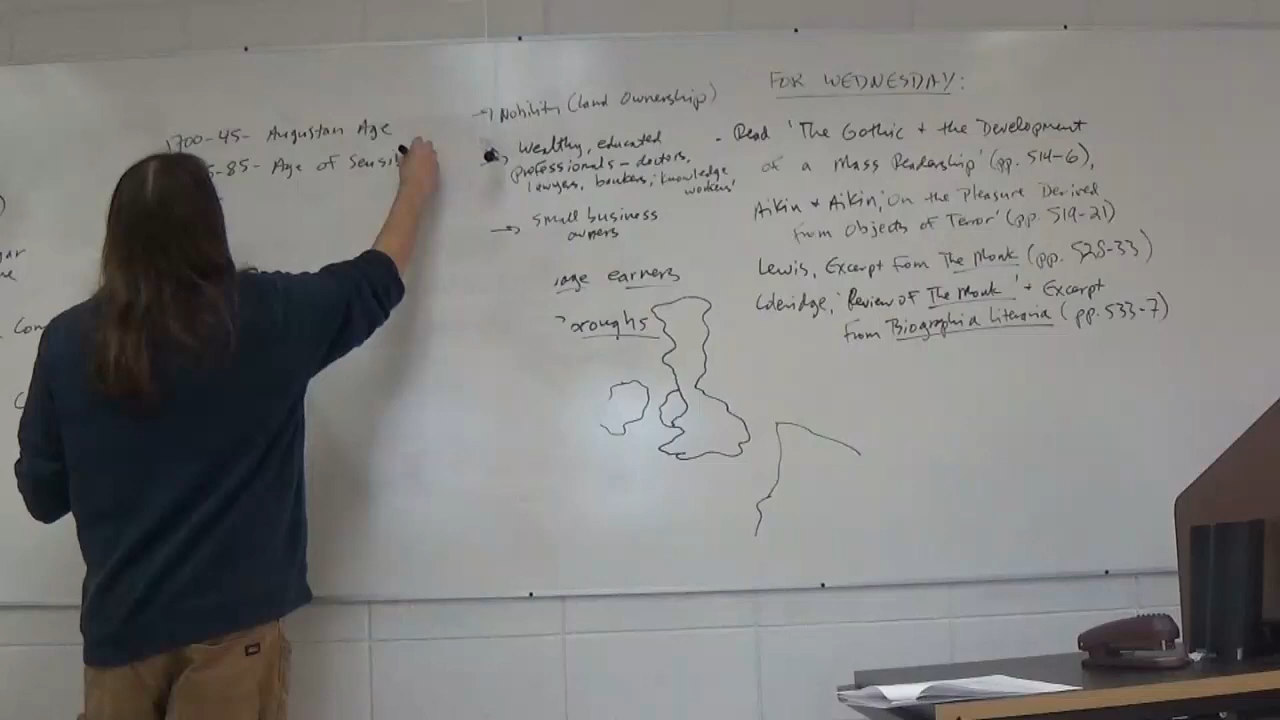 1700-45- Augustan Age
5-85- Age of Sensib
→ Nobility (Land Ownership)
→ Wealthy, educated
professionals - doctors,
lawyers, bankers, 'knowledge
workers'
→ Small business
owners
age earners
oroughs
Com
FOR WEDNESDAY:
- Read 'The Gothic + the Development
of a Mass Readership' (pp. 514-6),
Aikin + Aikin, 'On the Pleasure Derived
from Objects of Terror' (pp. 519-21)
Lewis, Excerpt from The Monk (pp. 528-33)
Coleridge, 'Review of The Monk' + Excerpt
from Biographia Literaria (pp. 533-7)